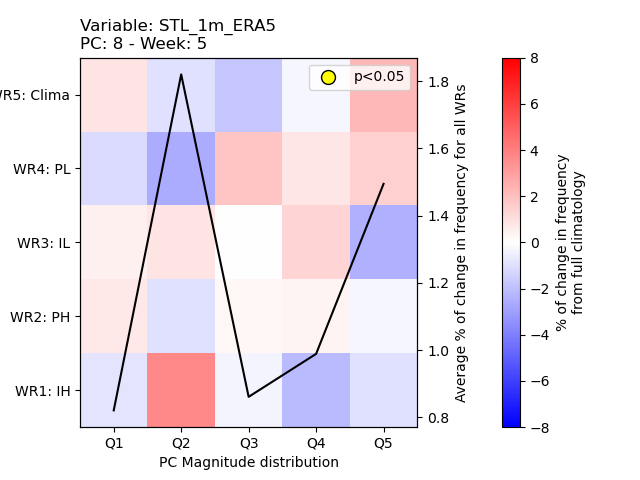 Variable: STL_1m_ERA5
PC: 8 - Week: 5
p<0.05
WR5: Clima
WR4: PL
WR3: IL
WR2: PH
WR1: IH
Q1 Q2 Q3 Q4 Q5
PC Magnitude distribution
1.8
1.6
1.4
1.2
1.0
0.8
Average % of change in frequency for all WRs
8
6
4
2
0
−2
−4
−6
−8
% of change in frequency
from full climatology